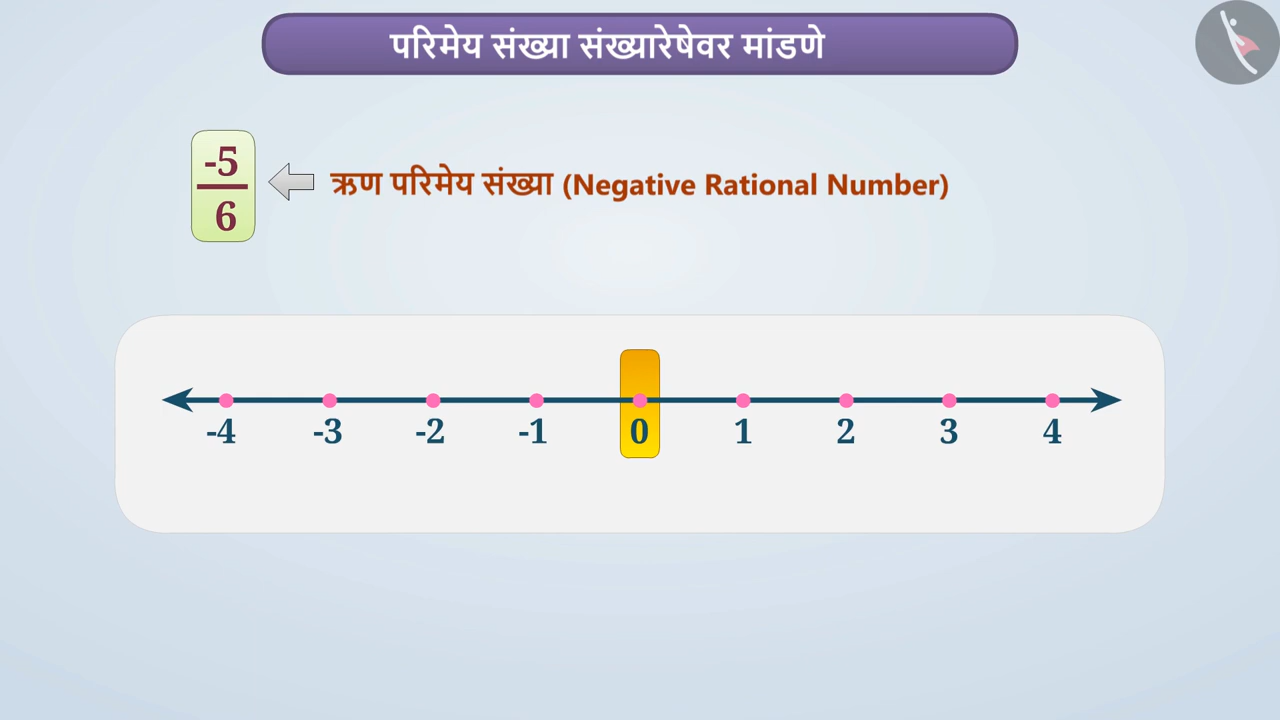 परिमेय संख्या संख्यारेषेवर मांडणे
-5
6
ऋण परिमेय संख्या (Negative Rational Number)
-4 -3 -2 -1 0 1 2 3 4